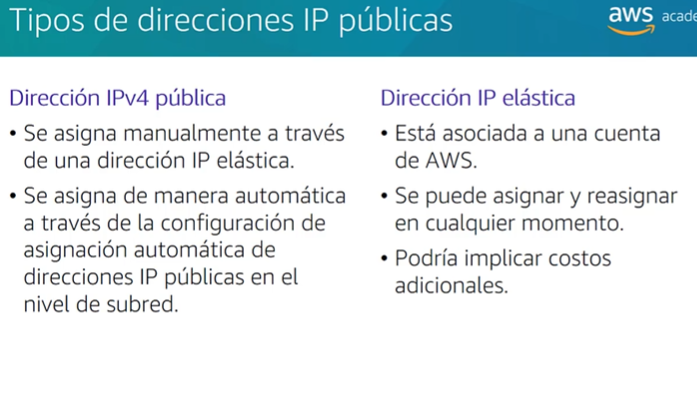 Tipos de direcciones IP públicas
aws
Dirección IPv4 pública
• Se asigna manualmente a través
de una dirección IP elástica.
• Se asigna de manera automática
a través de la configuración de
asignación automática de
direcciones IP públicas en el
nivel de subred.
Dirección IP elástica
• Está asociada a una cuenta
de AWS.
• Se puede asignar y reasignar
en cualquier momento.
• Podría implicar costos
adicionales.